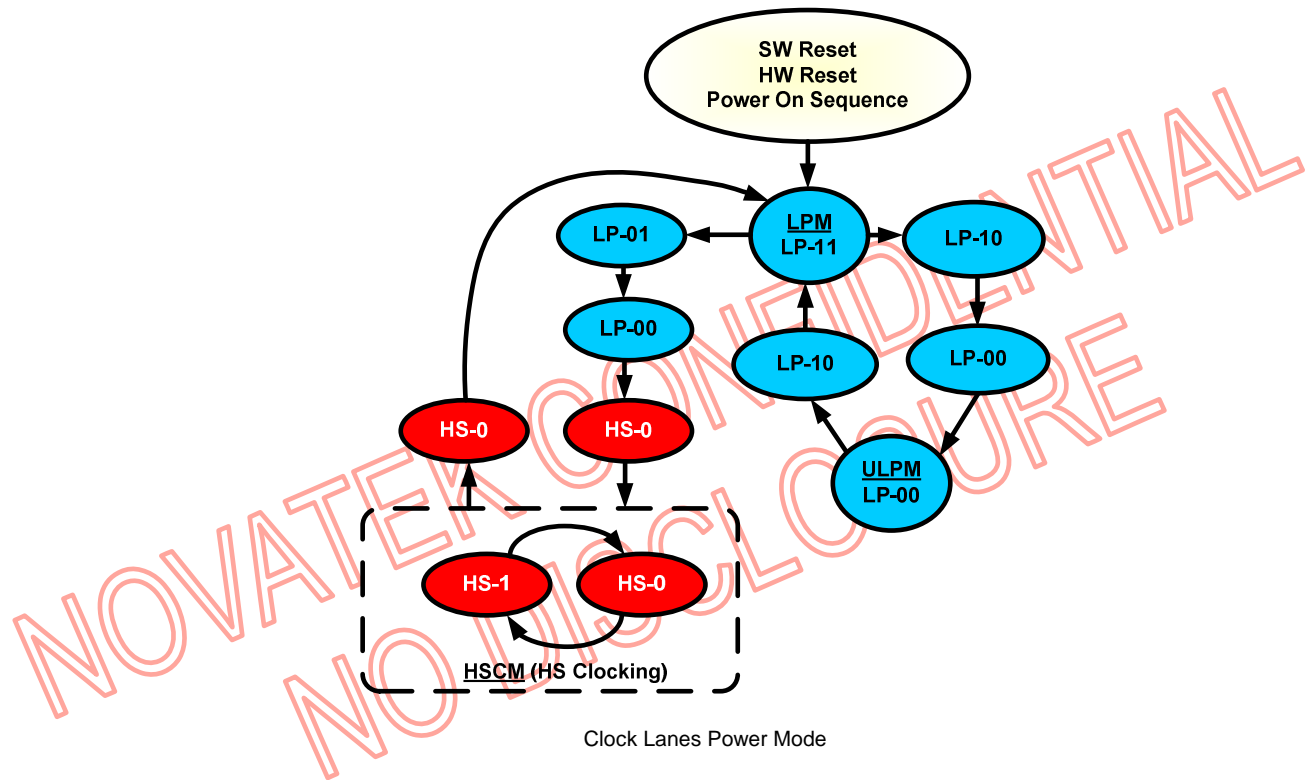 SW Reset
HW Reset
Power On Sequence
LP-01
LPM
LP-11
LP-10
LP-00
LP-10
LP-00
HS-0
HS-0
ULPM
LP-00
HS-1
HS-0
HSCM (HS Clocking)
NOVATEK CONFIDENTIAL
NO DISCLOSURE
Clock Lanes Power Mode